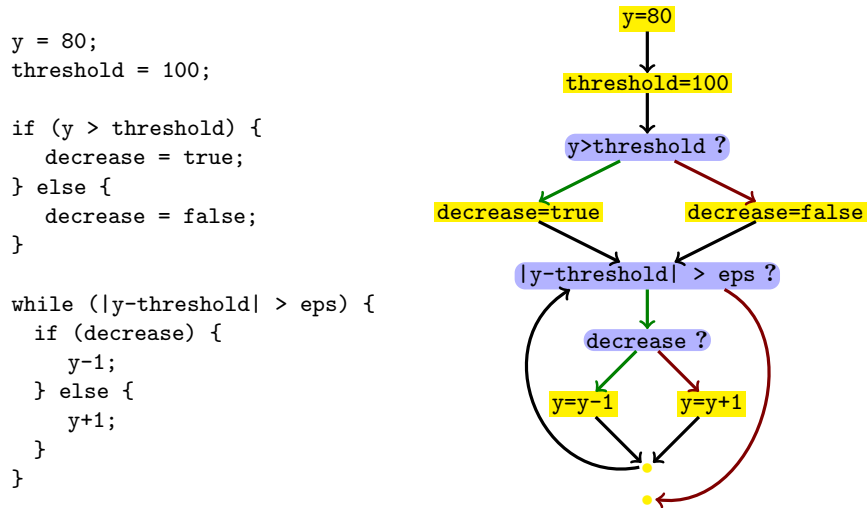 y = 80;
threshold = 100;
if (y > threshold) {
decrease = true;
} else {
decrease = false;
}
while (|y-threshold| > eps) {
if (decrease) {
y-1;
} else {
y+1;
}
}
y=80
threshold=100
y>threshold ?
decrease=true
decrease=false
|y-threshold| > eps ?
decrease ?
y=y-1
y=y+1